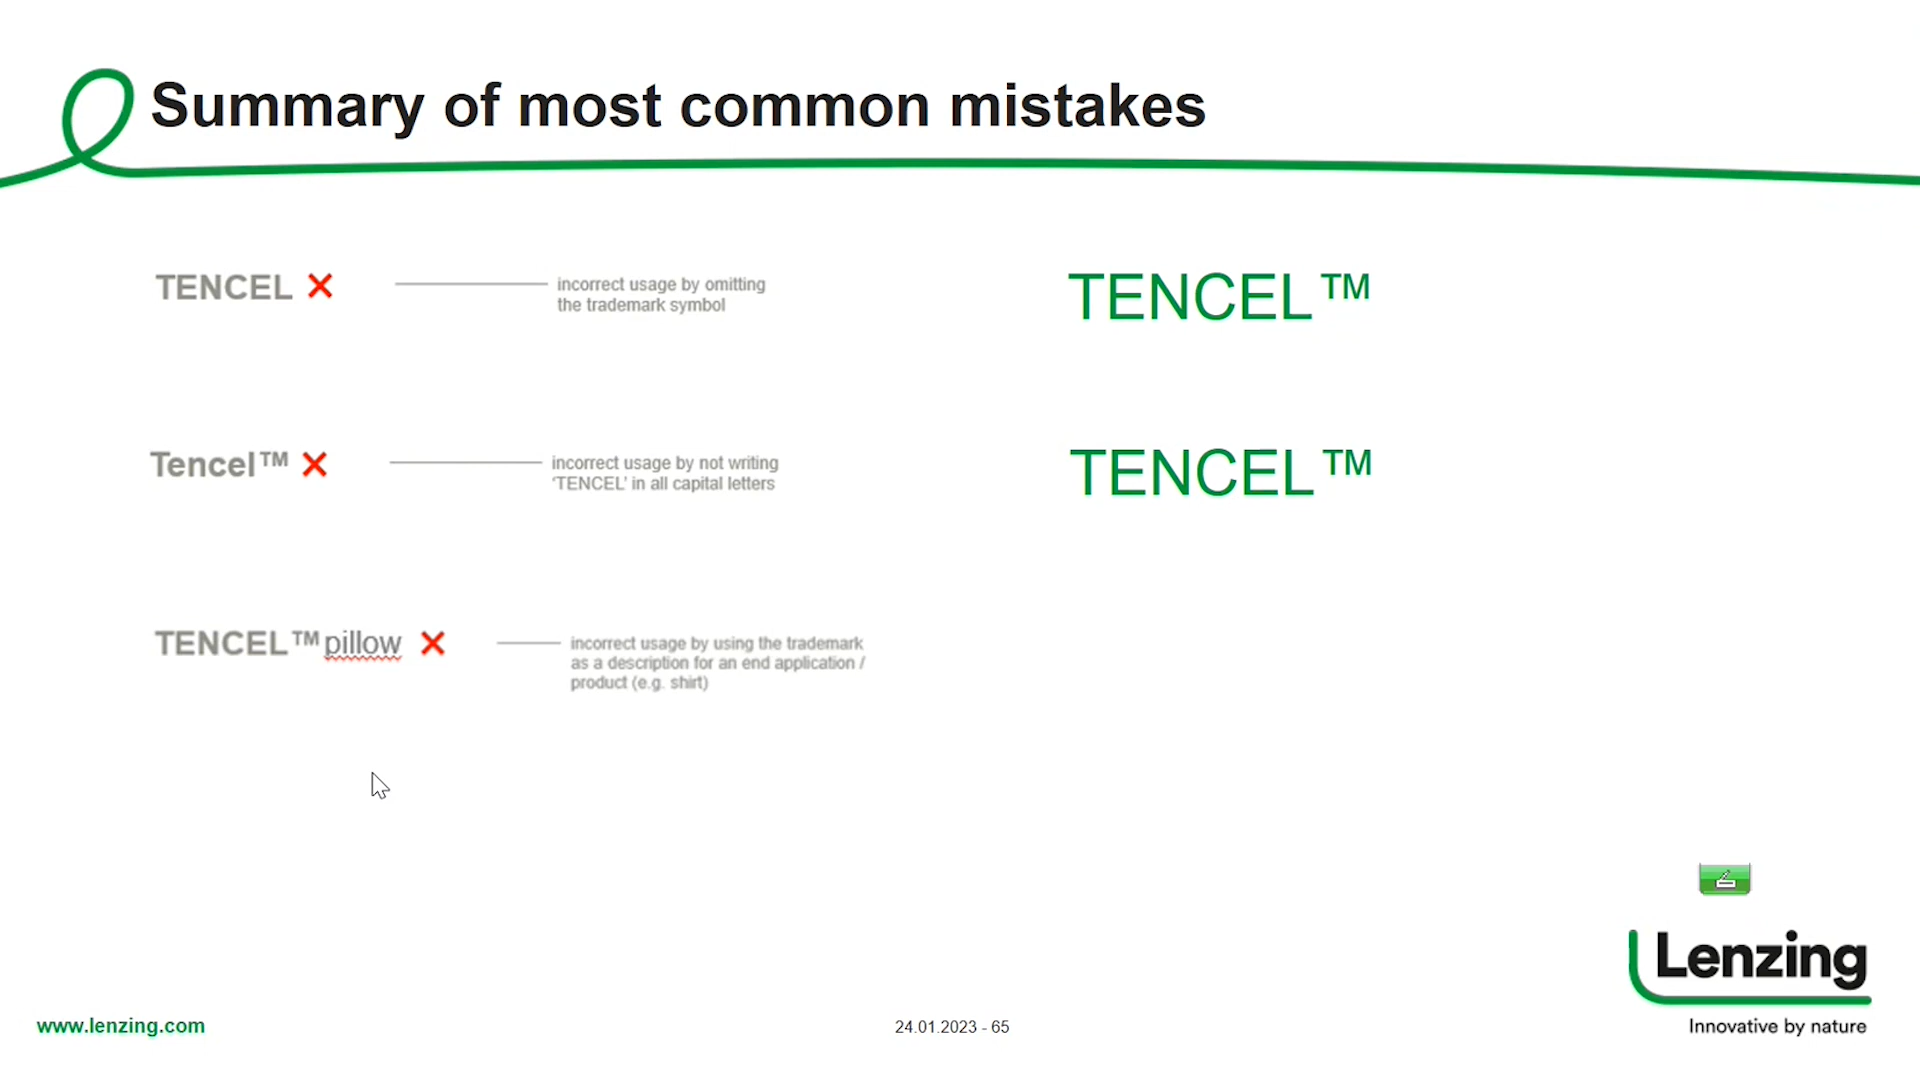 Summary of most common mistakes
TENCEL
incorrect usage by omitting
the trademark symbol
TENCEL™
Tencel™
incorrect usage by not writing
‘TENCEL’ in all capital letters
TENCEL™
TENCEL™ pillow
incorrect usage by using the trademark
as a description for an end application /
product (e.g. shirt)
Lenzing
Innovative by nature
www.lenzing.com
24.01.2023 - 65